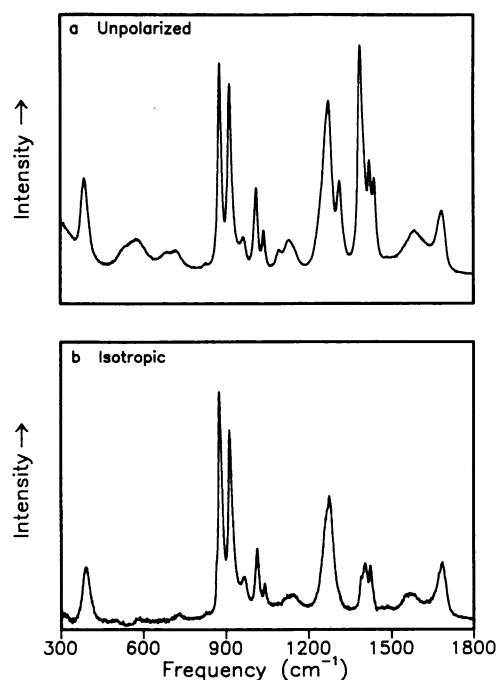 a Unpolarized
Intensity →
b Isotropic
Intensity →
300 600 900 1200 1500 1800
Frequency (cm⁻¹)